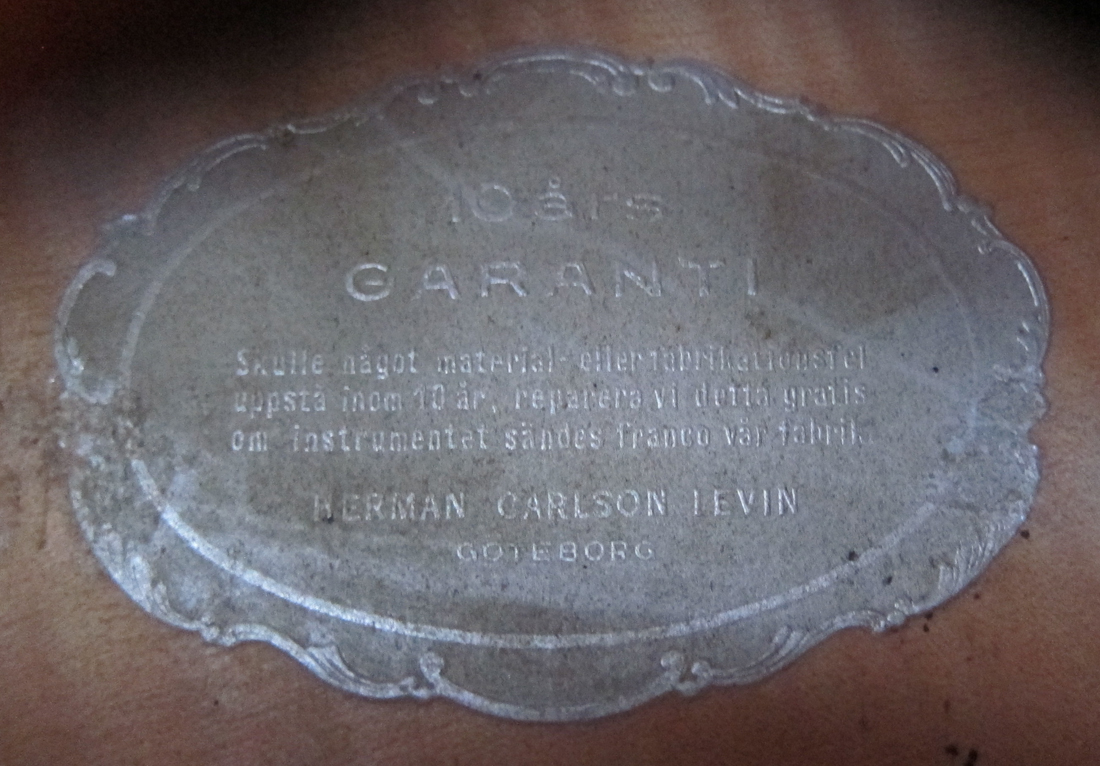 10 års
GARANTI
Skulle något material- eller fabrikationsfel
uppstå inom 10 år, reparera vi detta gratis
om instrumentet sändes franco vår fabrik.
HERMAN CARLSON LEVIN
GÖTEBORG